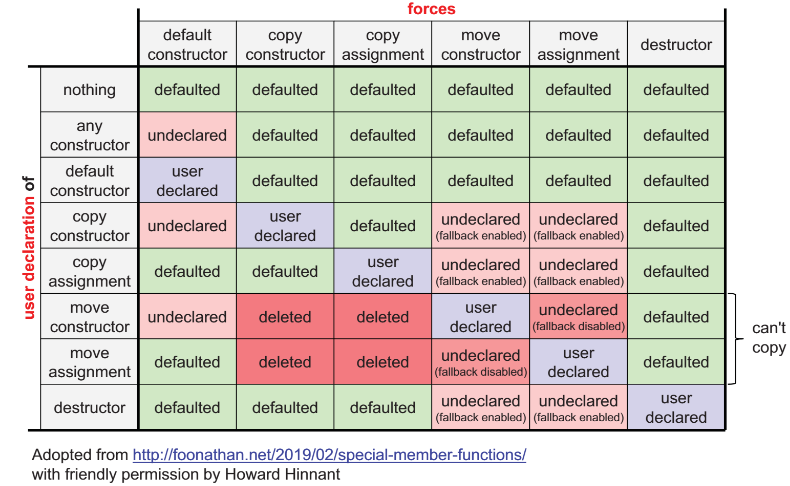 forces
default constructor copy constructor copy assignment move constructor move assignment destructor
user declaration of
nothing defaulted defaulted defaulted defaulted defaulted defaulted
any constructor undeclared defaulted defaulted defaulted defaulted defaulted
default constructor user declared defaulted defaulted defaulted defaulted defaulted
copy constructor undeclared user declared defaulted undeclared (fallback enabled) undeclared (fallback enabled) defaulted
copy assignment defaulted defaulted user declared undeclared (fallback enabled) undeclared (fallback enabled) defaulted
move constructor undeclared deleted deleted user declared undeclared (fallback disabled) defaulted
move assignment defaulted deleted deleted undeclared (fallback disabled) user declared defaulted
can't copy
destructor defaulted defaulted defaulted undeclared (fallback enabled) undeclared (fallback enabled) user declared
Adopted from http://foonathan.net/2019/02/special-member-functions/
with friendly permission by Howard Hinnant